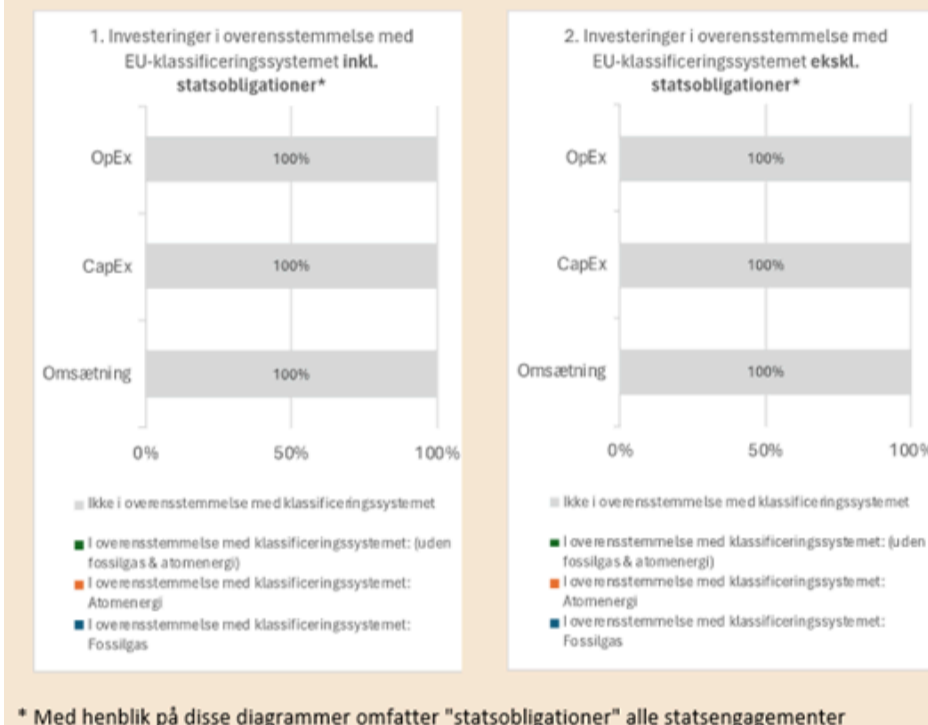 1. Investeringer i overensstemmelse med
EU-klassificeringssystemet inkl.
statsobligationer*
OpEx
100%
CapEx
100%
Omsætning
100%
0%
50%
100%
Ikke i overensstemmelse med klassificeringssystemet
I overensstemmelse med klassificeringssystemet: (uden
fossilgas & atomenergi)
I overensstemmelse med klassificeringssystemet:
Atomenergi
I overensstemmelse med klassificeringssystemet:
Fossilgas
2. Investeringer i overensstemmelse med
EU-klassificeringssystemet ekskl.
statsobligationer*
OpEx
100%
CapEx
100%
Omsætning
100%
0%
50%
100%
Ikke i overensstemmelse med klassificeringssystemet
I overensstemmelse med klassificeringssystemet: (uden
fossilgas & atomenergi)
I overensstemmelse med klassificeringssystemet:
Atomenergi
I overensstemmelse med klassificeringssystemet:
Fossilgas
* Med henblik på disse diagrammer omfatter "statsobligationer" alle statsengagementer